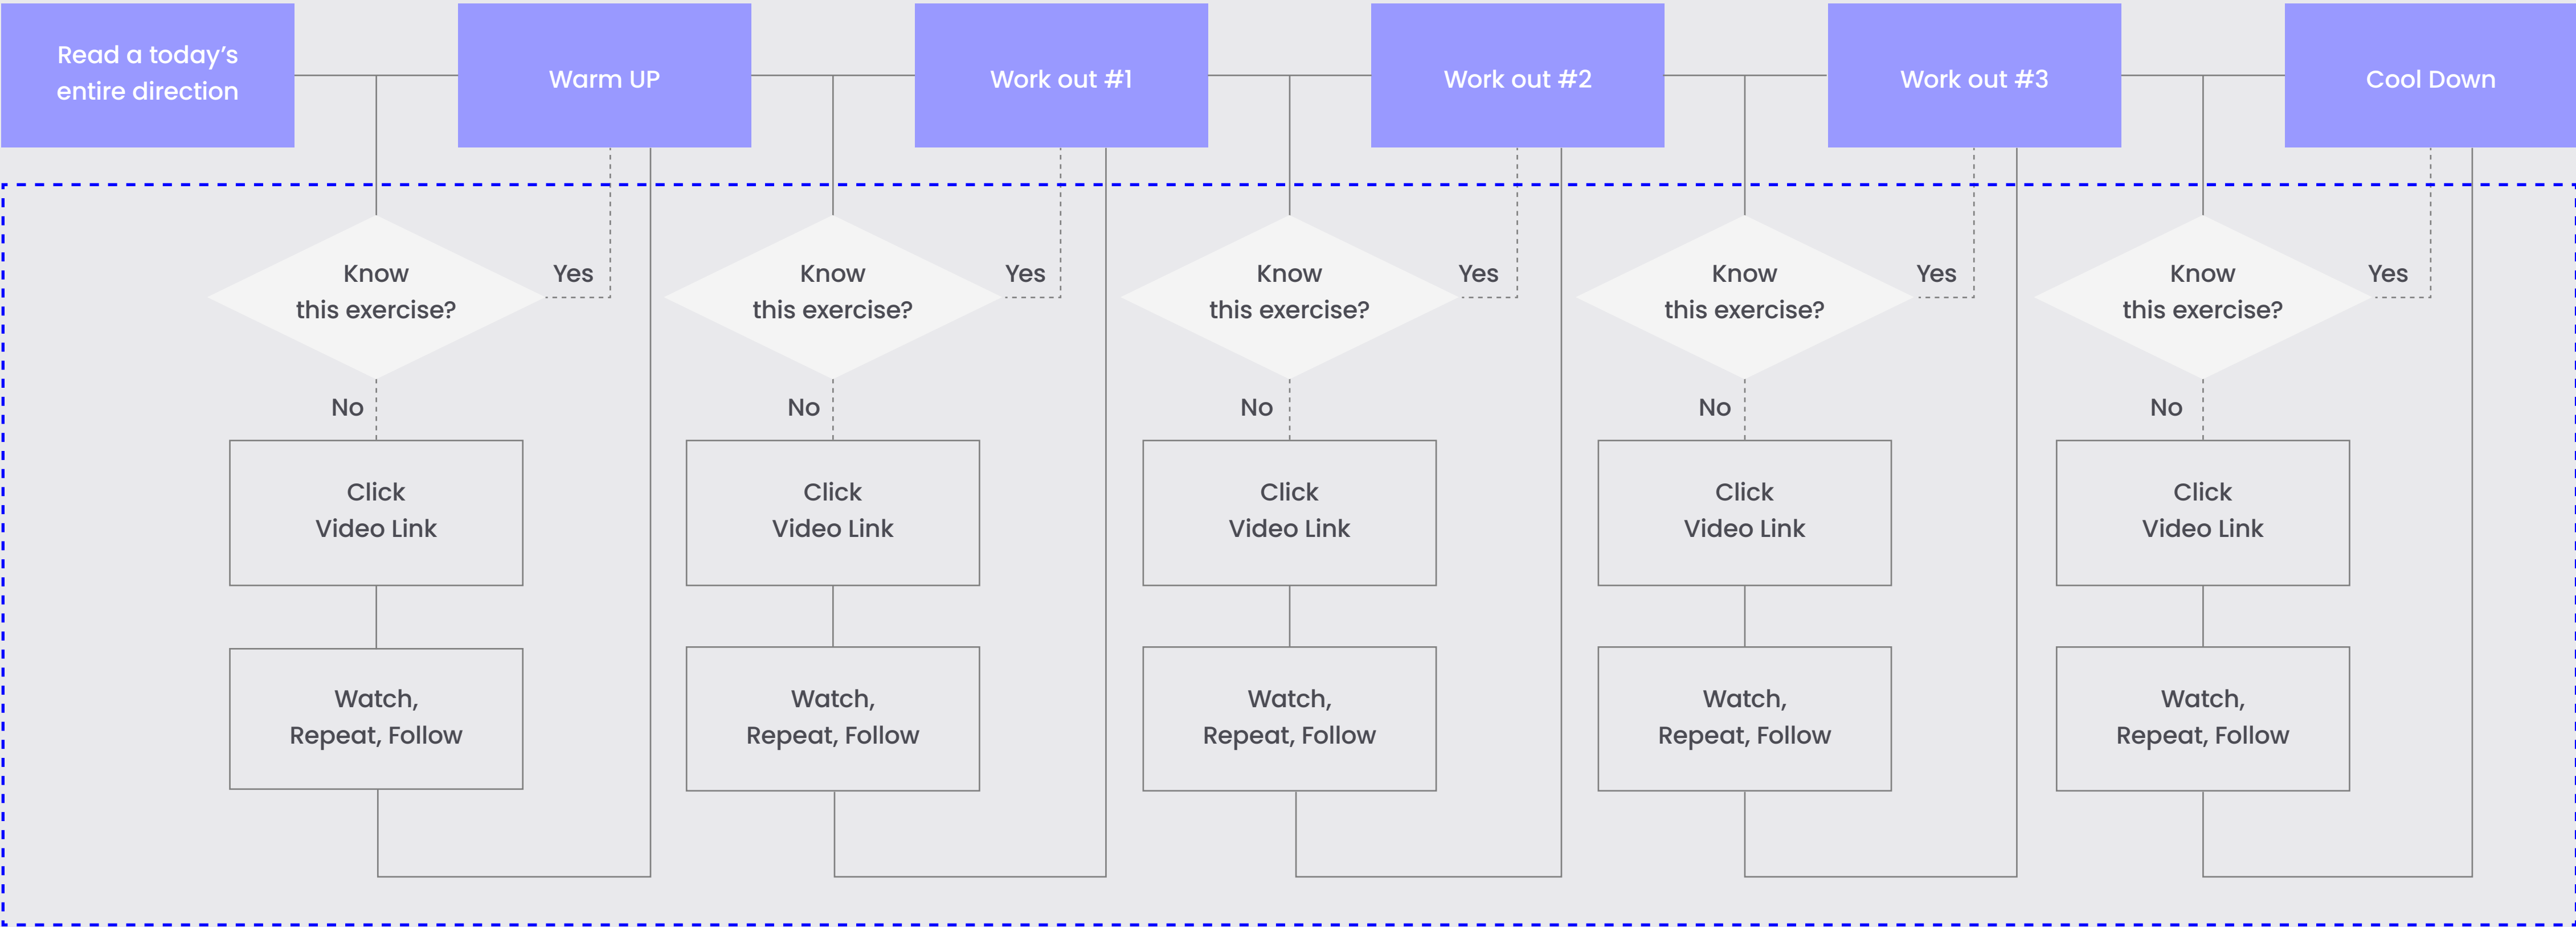 Read a today's
entire direction
Warm UP
Work out #1
Work out #2
Work out #3
Cool Down
Know
this exercise?
Yes
No
Click
Video Link
Watch,
Repeat, Follow
Know
this exercise?
Yes
No
Click
Video Link
Watch,
Repeat, Follow
Know
this exercise?
Yes
No
Click
Video Link
Watch,
Repeat, Follow
Know
this exercise?
Yes
No
Click
Video Link
Watch,
Repeat, Follow
Know
this exercise?
Yes
No
Click
Video Link
Watch,
Repeat, Follow